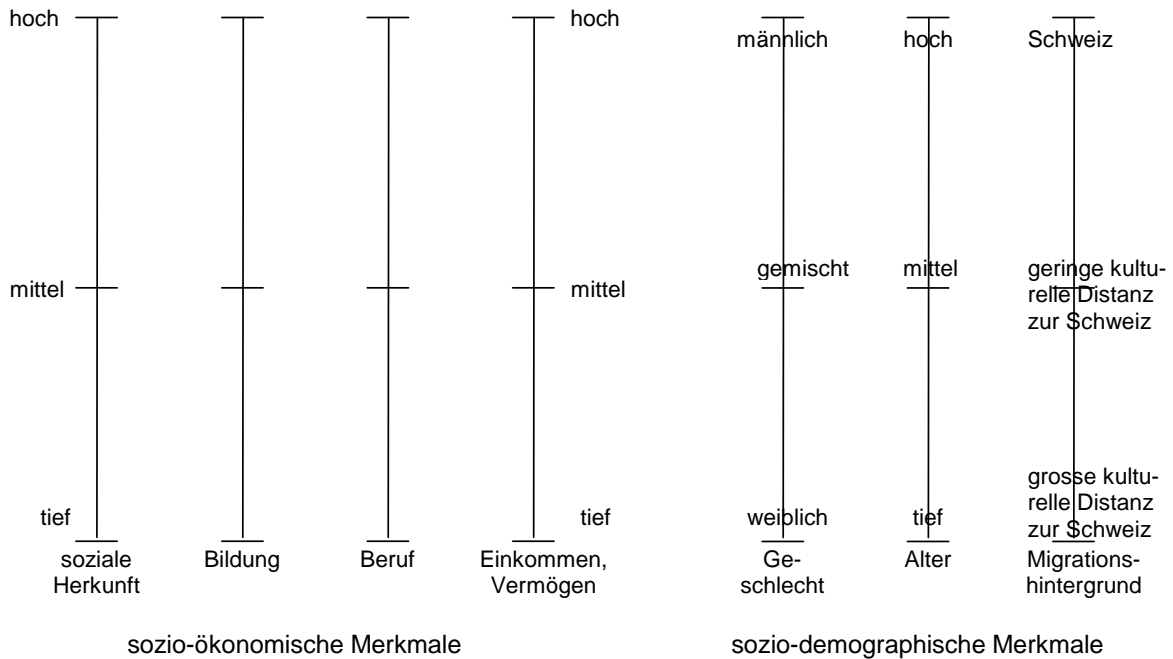 hoch
hoch
männlich
hoch
Schweiz
mittel
mittel
gemischt
mittel
geringe kultu-
relle Distanz
zur Schweiz
tief
tief
weiblich
tief
grosse kultu-
relle Distanz
zur Schweiz
soziale
Herkunft
Bildung
Beruf
Einkommen,
Vermögen
Ge-
schlecht
Alter
Migrations-
hintergrund
sozio-ökonomische Merkmale
sozio-demographische Merkmale